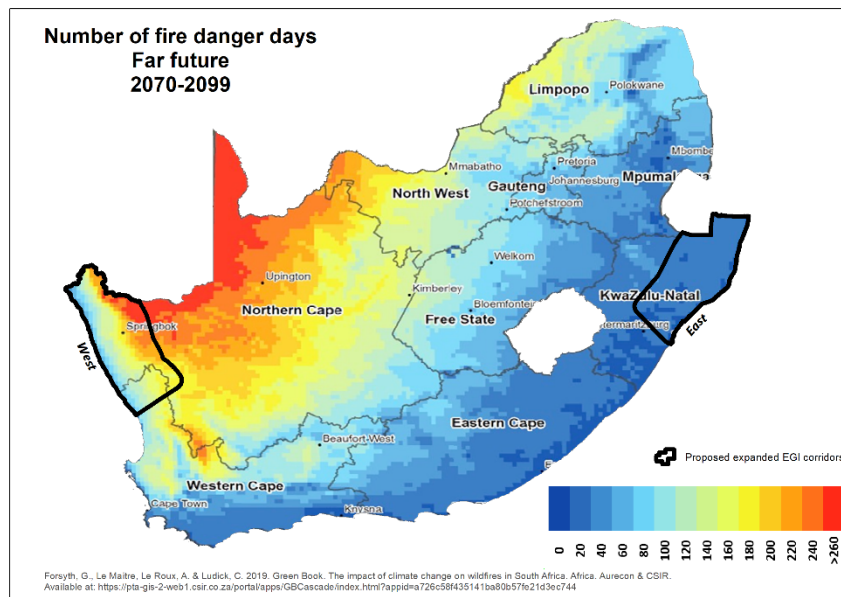 Number of fire danger days
Far future
2070-2099
Limpopo
Polokwane
Mmabatho
Pretoria
Mbombe
North West
Gauteng
Johannesburg
Mpumal
Potchefstroom
Upington
Welkom
Northern Cape
Kimberley
KwaZulu-Natal
Bloemfontein
Springbok
Free State
termaritzburg
West
East
Eastern Cape
Beaufort-West
Proposed expanded EGI corridors
Western Cape
Cape Town
Knysna
0 20 40 60 80 100 120 140 160 180 200 220 240 >260
Forsyth, G., Le Maitre, Le Roux, A. & Ludick, C. 2019. Green Book. The impact of climate change on wildfires in South Africa. Africa. Aurecon & CSIR.
Available at: https://pta-gis-2-web1.csir.co.za/portal/apps/GBCascade/index.html?appid=a726c58f435141ba80b57fe21d3ec744